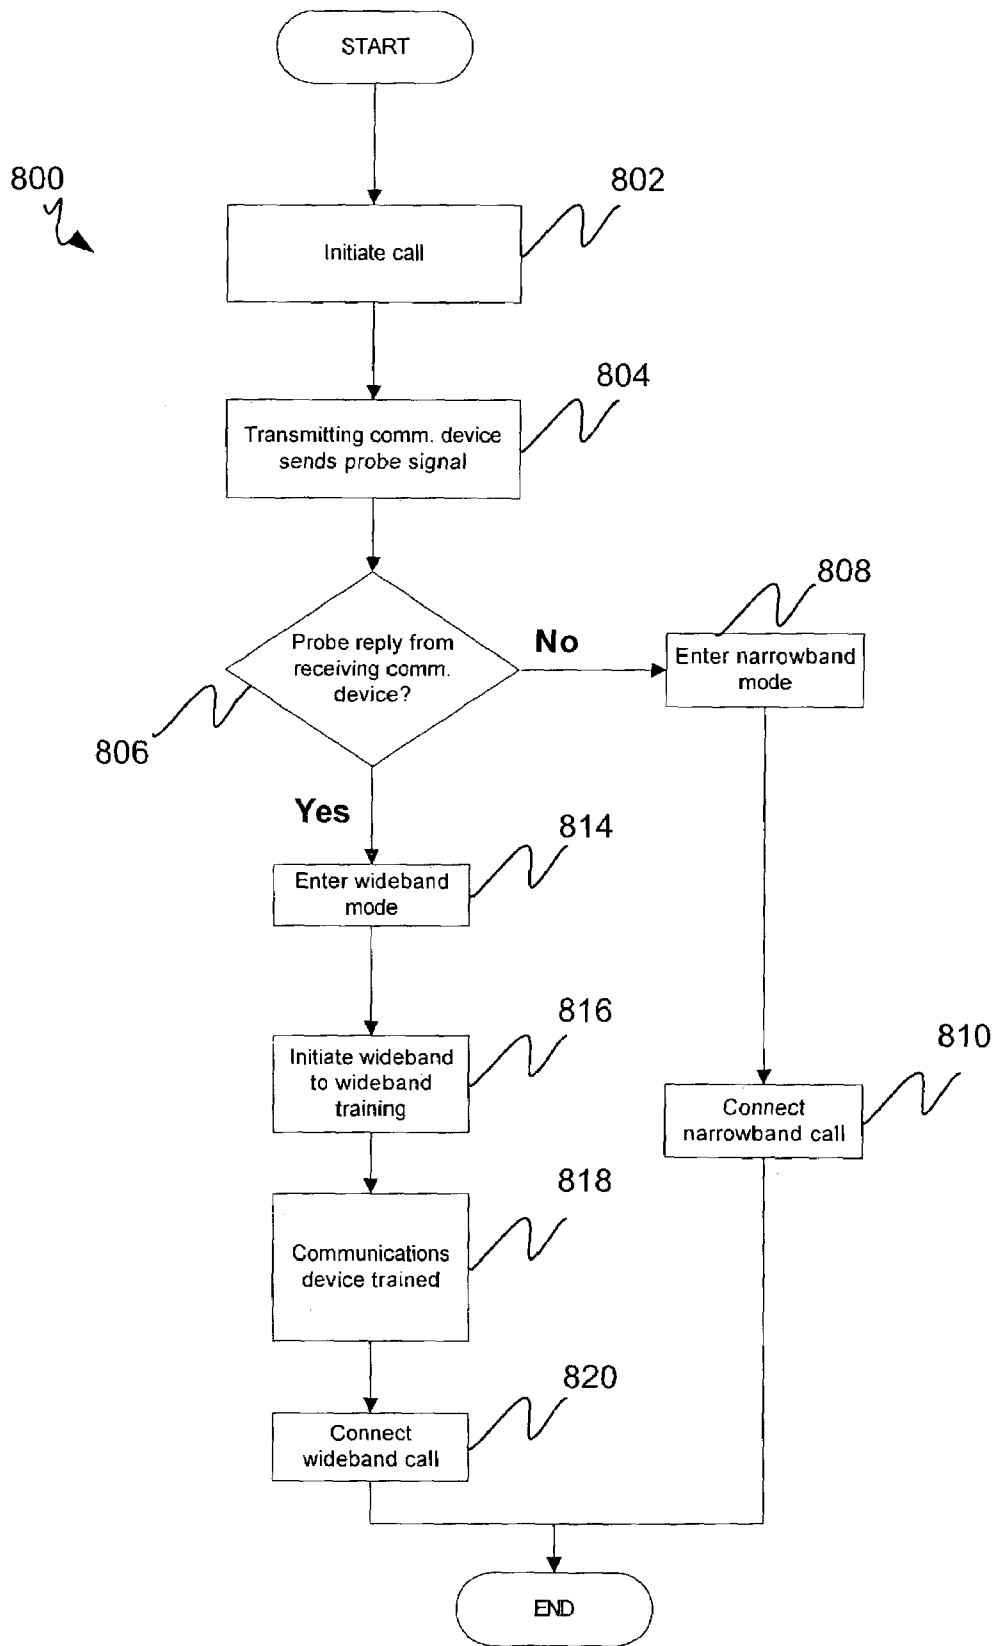 START
800
802
Initiate call
804
Transmitting comm. device
sends probe signal
808
Probe reply from
receiving comm.
device?
No
Enter narrowband
mode
806
Yes
814
Enter wideband
mode
816
Initiate wideband
to wideband
training
810
Connect
narrowband call
818
Communications
device trained
820
Connect
wideband call
END